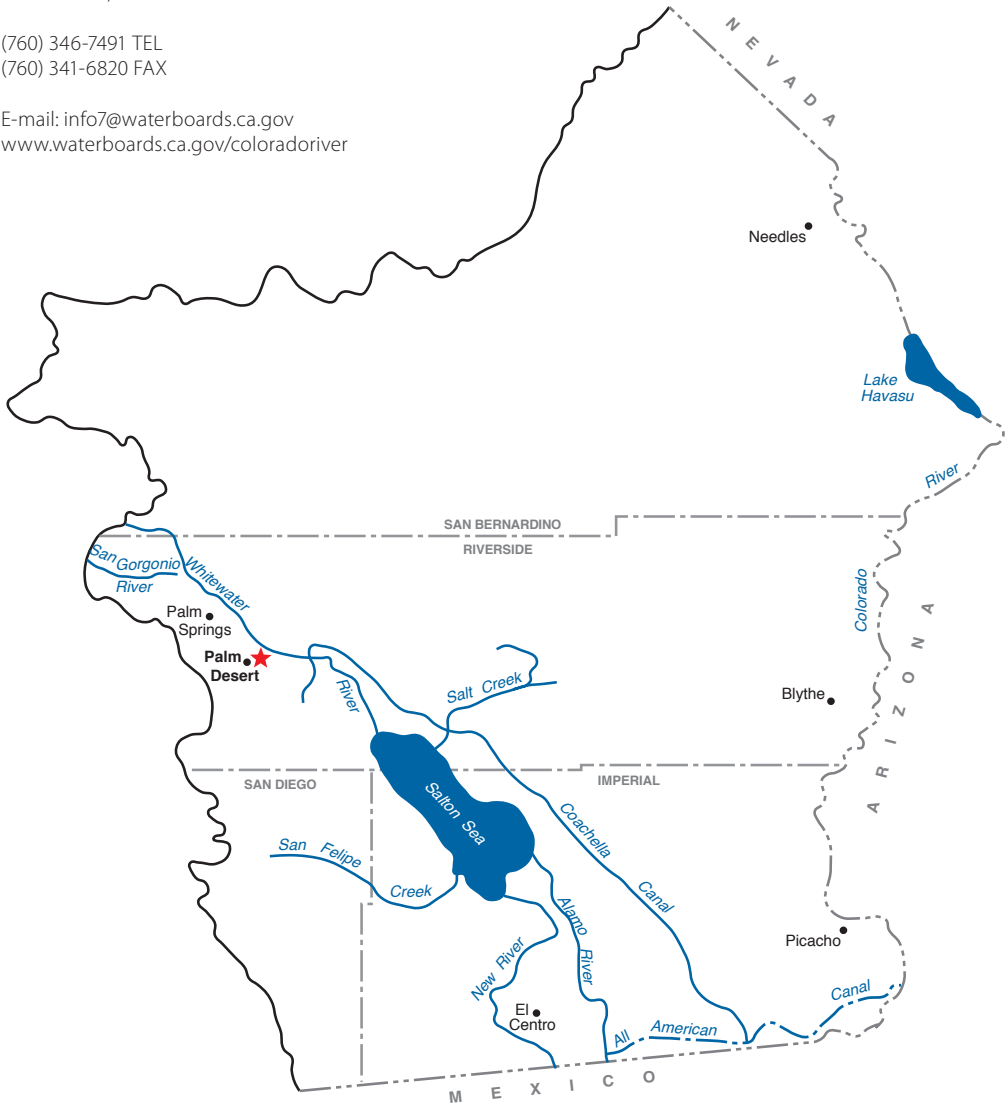 (760) 346-7491 TEL
(760) 341-6820 FAX
E-mail: info7@waterboards.ca.gov
www.waterboards.ca.gov/coloradoriver
NEVADA
Needles
Lake
Havasu
River
SAN BERNARDINO
RIVERSIDE
San Gorgonio
River
Whitewater
Colorado
ARIZONA
Palm
Springs
Palm
Desert
River
Salt Creek
Blythe
SAN DIEGO
IMPERIAL
Salton Sea
Coachella
Canal
San Felipe
Creek
Alamo
River
New River
Picacho
El
Centro
All American
Canal
MEXICO